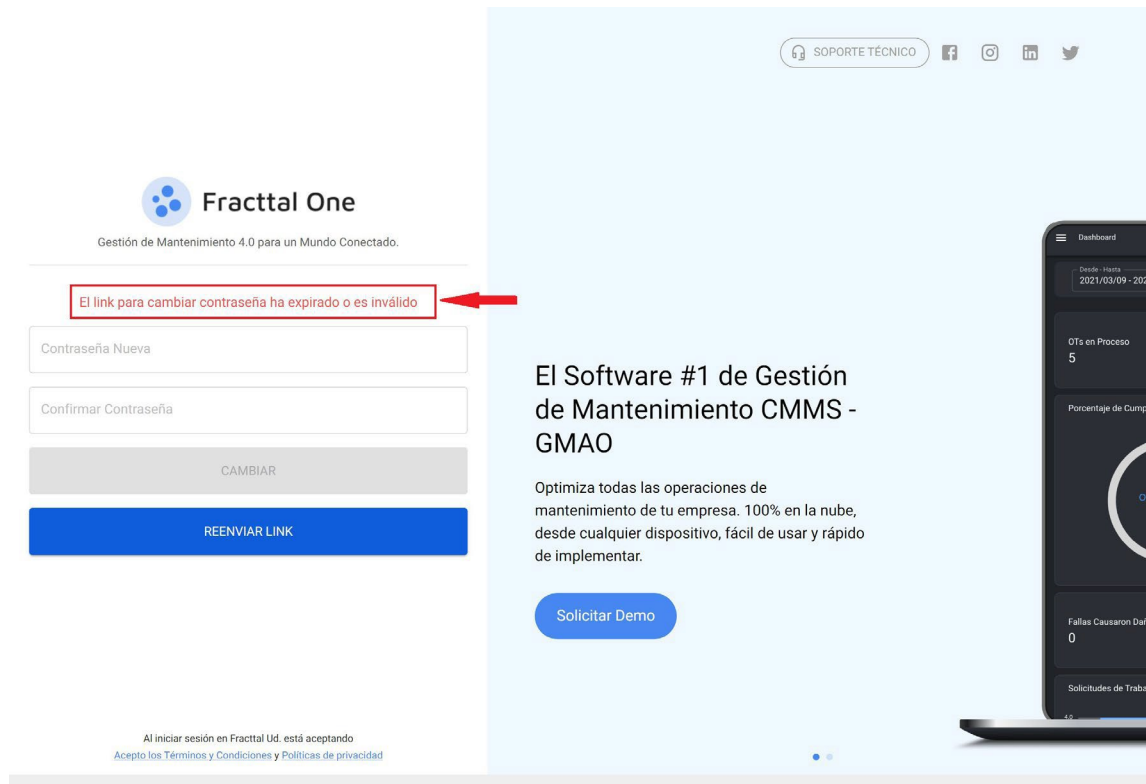 SOPORTE TÉCNICO
Fracttal One
Gestión de Mantenimiento 4.0 para un Mundo Conectado.
El link para cambiar contraseña ha expirado o es inválido
Contraseña Nueva
Confirmar Contraseña
CAMBIAR
REENVIAR LINK
Al iniciar sesión en Fracttal Ud. está aceptando
Acepto los Términos y Condiciones y Políticas de privacidad
El Software #1 de Gestión
de Mantenimiento CMMS -
GMAO
Optimiza todas las operaciones de
mantenimiento de tu empresa. 100% en la nube,
desde cualquier dispositivo, fácil de usar y rápido
de implementar.
Solicitar Demo
Dashboard
Desde - Hasta
2021/03/09 - 202
OTs en Proceso
5
Porcentaje de Cump
O
Fallas Causaron Dañ
0
Solicitudes de Traba
4.0